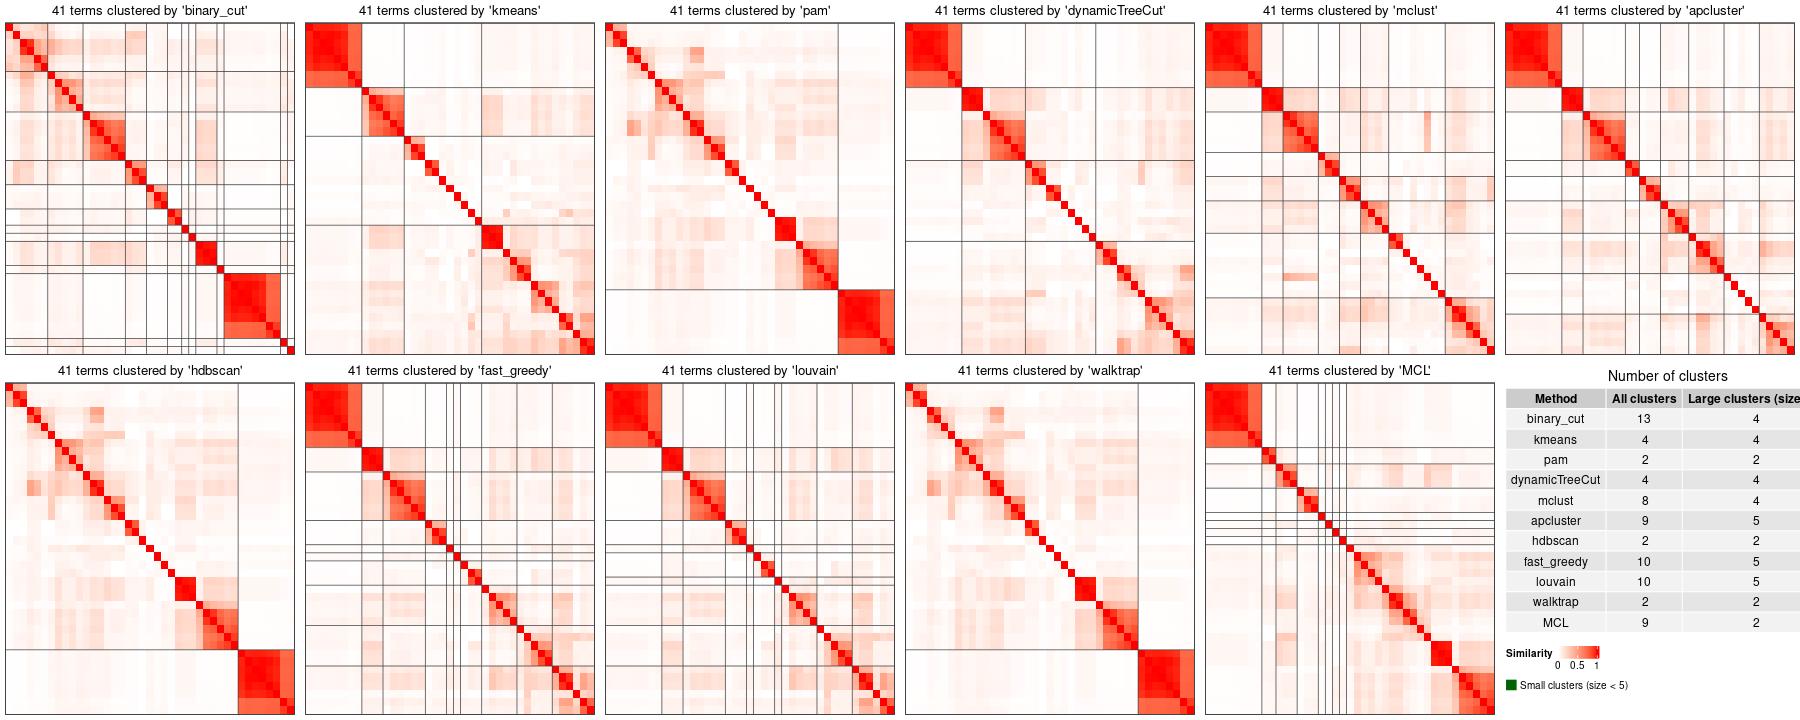 41 terms clustered by 'binary_cut'
41 terms clustered by 'kmeans'
41 terms clustered by 'pam'
41 terms clustered by 'dynamicTreeCut'
41 terms clustered by 'mclust'
41 terms clustered by 'apcluster'
41 terms clustered by 'hdbscan'
41 terms clustered by 'fast_greedy'
41 terms clustered by 'louvain'
41 terms clustered by 'walktrap'
41 terms clustered by 'MCL'
Number of clusters
Method All clusters Large clusters (size
binary_cut 13 4
kmeans 4 4
pam 2 2
dynamicTreeCut 4 4
mclust 8 4
apcluster 9 5
hdbscan 2 2
fast_greedy 10 5
louvain 10 5
walktrap 2 2
MCL 9 2
Similarity
0 0.5 1
Small clusters (size < 5)